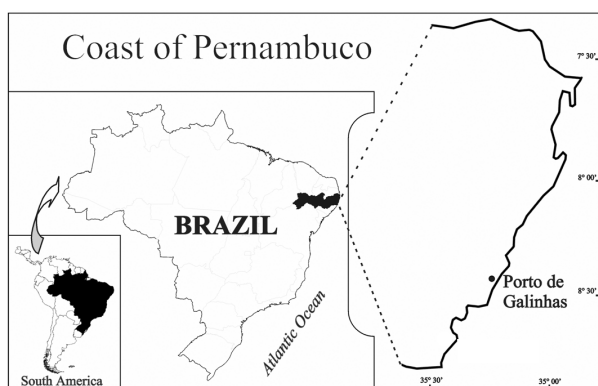 Coast of Pernambuco
7° 30'
8° 00'
BRAZIL
Porto de
Galinhas
8° 30'
Atlantic Ocean
South America
35° 30'
35° 00'